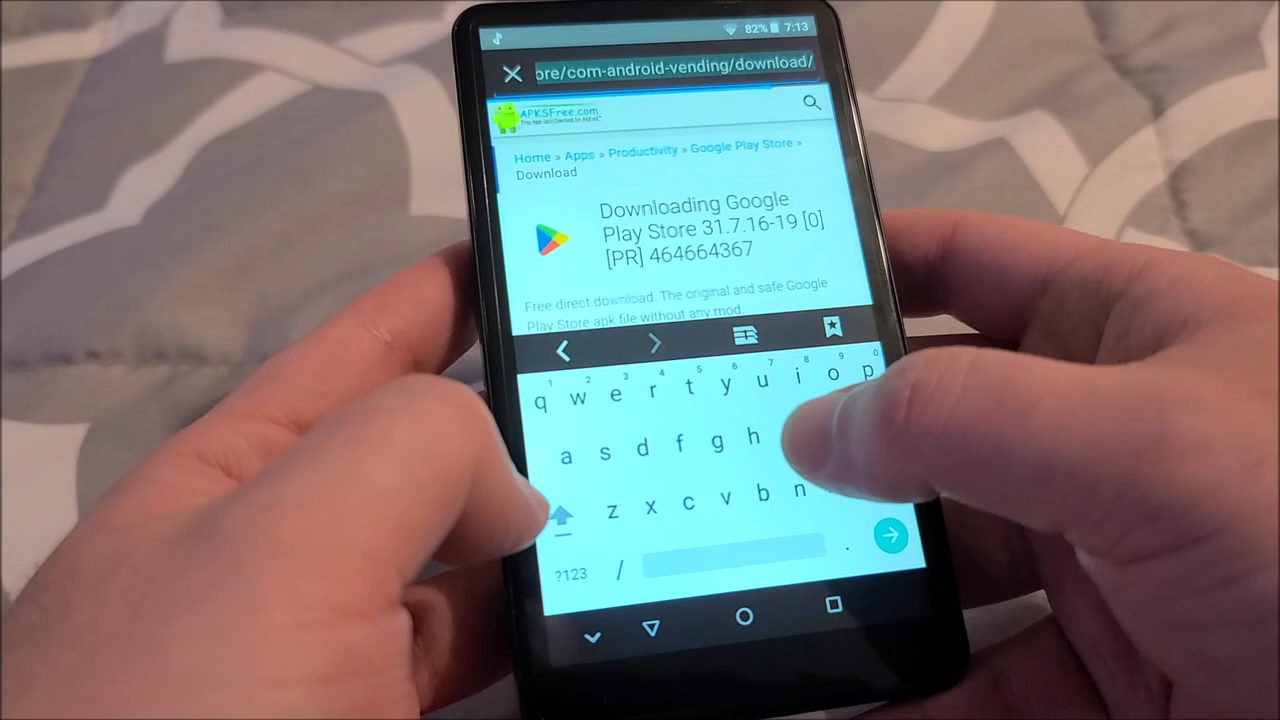 82% 7:13
ore/com-android-vending/download/
APKSFree.com
Home » Apps » Productivity » Google Play Store »
Download
Downloading Google
Play Store 31.7.16-19 [0]
[PR] 464664367
Free direct download. The original and safe Google
Play Store apk file without any mod.
1 2 3 4 5 6 7 8 9 0
q w e r t y u i o p
a s d f g h
z x c v b n
?123 / .